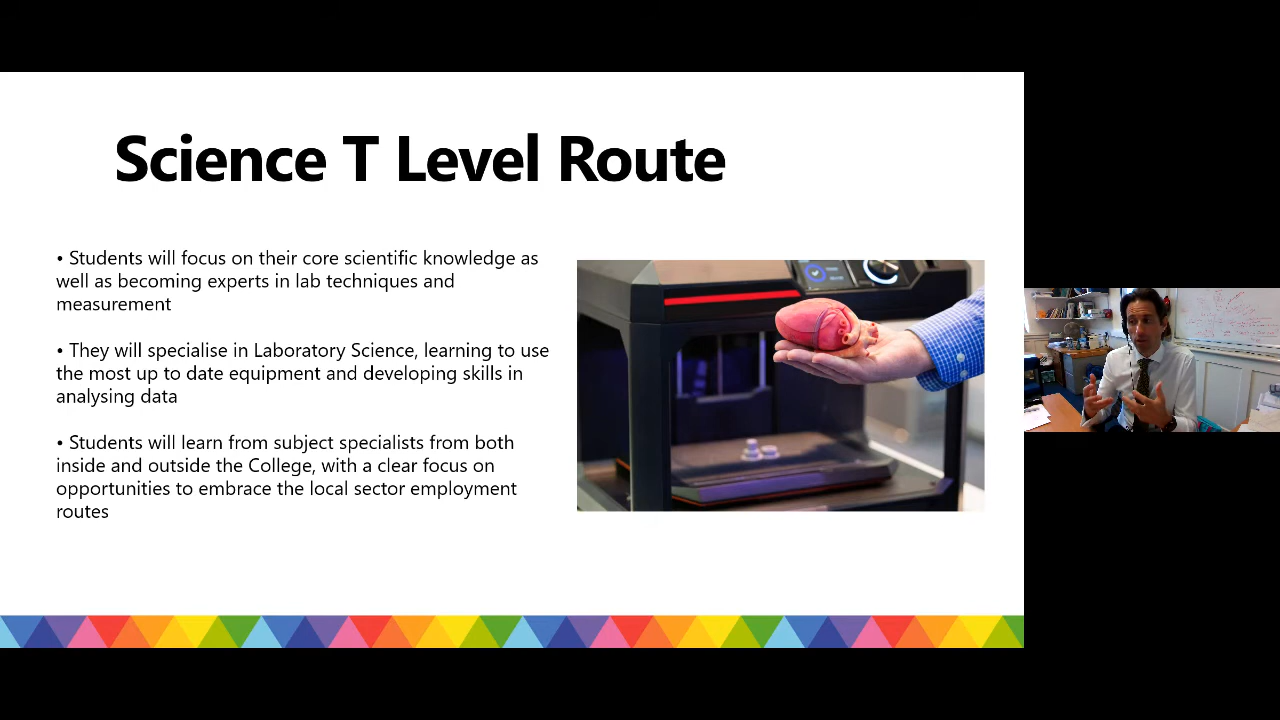 Science T Level Route
• Students will focus on their core scientific knowledge as
well as becoming experts in lab techniques and
measurement
• They will specialise in Laboratory Science, learning to use
the most up to date equipment and developing skills in
analysing data
• Students will learn from subject specialists from both
inside and outside the College, with a clear focus on
opportunities to embrace the local sector employment
routes